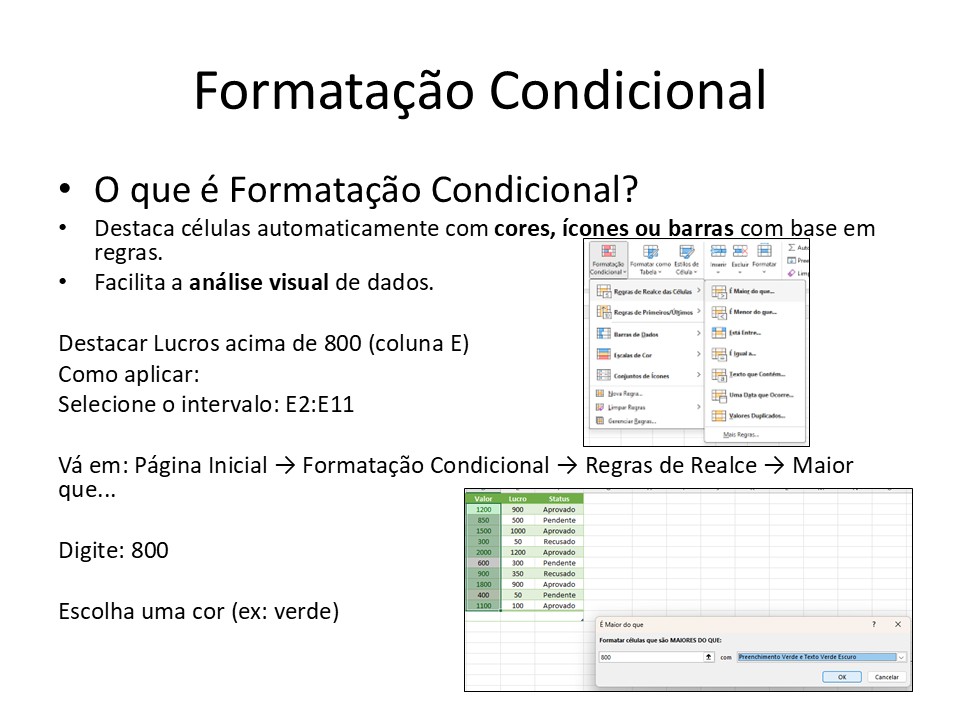 Formatação Condicional
• O que é Formatação Condicional?
• Destaca células automaticamente com cores, ícones ou barras com base em
regras.
• Facilita a análise visual de dados.
Destacar Lucros acima de 800 (coluna E)
Como aplicar:
Selecione o intervalo: E2:E11
Vá em: Página Inicial → Formatação Condicional → Regras de Realce → Maior
que...
Digite: 800
Escolha uma cor (ex: verde)
Formatação Condicional
Formatar como Tabela
Estilos de Célula
Inserir
Excluir
Formatar
Regras de Realce das Células
Regras de Primeiros/Últimos
Barras de Dados
Escalas de Cor
Conjuntos de Ícones
Nova Regra...
Limpar Regras
Gerenciar Regras...
É Maior do que...
É Menor do que...
Está Entre...
É Igual a...
Texto que Contém...
Uma Data que Ocorre...
Valores Duplicados...
Mais Regras...
Valor Lucro Status
1200 900 Aprovado
850 500 Pendente
1500 1000 Aprovado
300 50 Recusado
2000 1200 Aprovado
600 300 Pendente
900 350 Recusado
1800 900 Aprovado
400 50 Pendente
1100 100 Aprovado
É Maior do que ? ×
Formatar células que são MAIORES DO QUE:
800 com Preenchimento Verde e Texto Verde Escuro
OK Cancelar